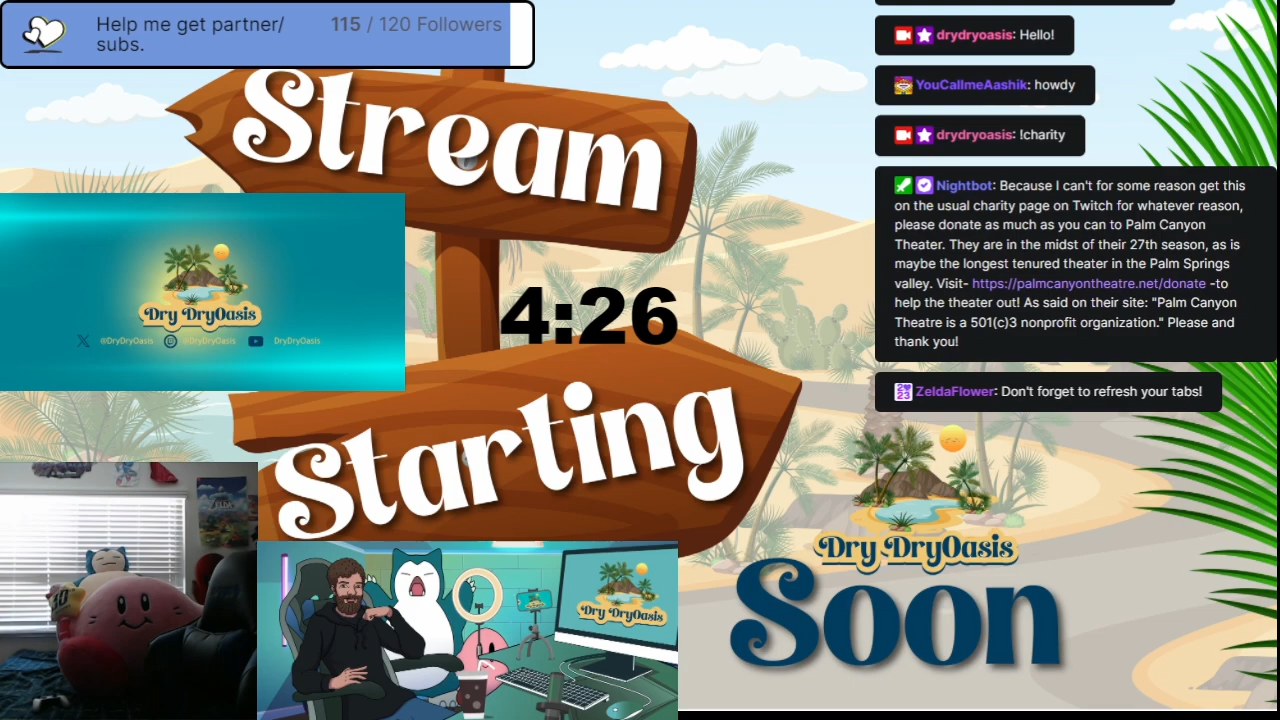 Help me get partner/
subs.
115 / 120 Followers
Stream
4:26
Starting
Soon
Dry DryOasis
Dry DryOasis
@DryDryOasis
@DryDryOasis
DryDryOasis
Dry DryOasis
drydryoasis: Hello!
YouCallmeAashik: howdy
drydryoasis: !charity
Nightbot: Because I can't for some reason get this
on the usual charity page on Twitch for whatever reason,
please donate as much as you can to Palm Canyon
Theater. They are in the midst of their 27th season, as is
maybe the longest tenured theater in the Palm Springs
valley. Visit- https://palmcanyontheatre.net/donate -to
help the theater out! As said on their site: "Palm Canyon
Theatre is a 501(c)3 nonprofit organization." Please and
thank you!
ZeldaFlower: Don't forget to refresh your tabs!